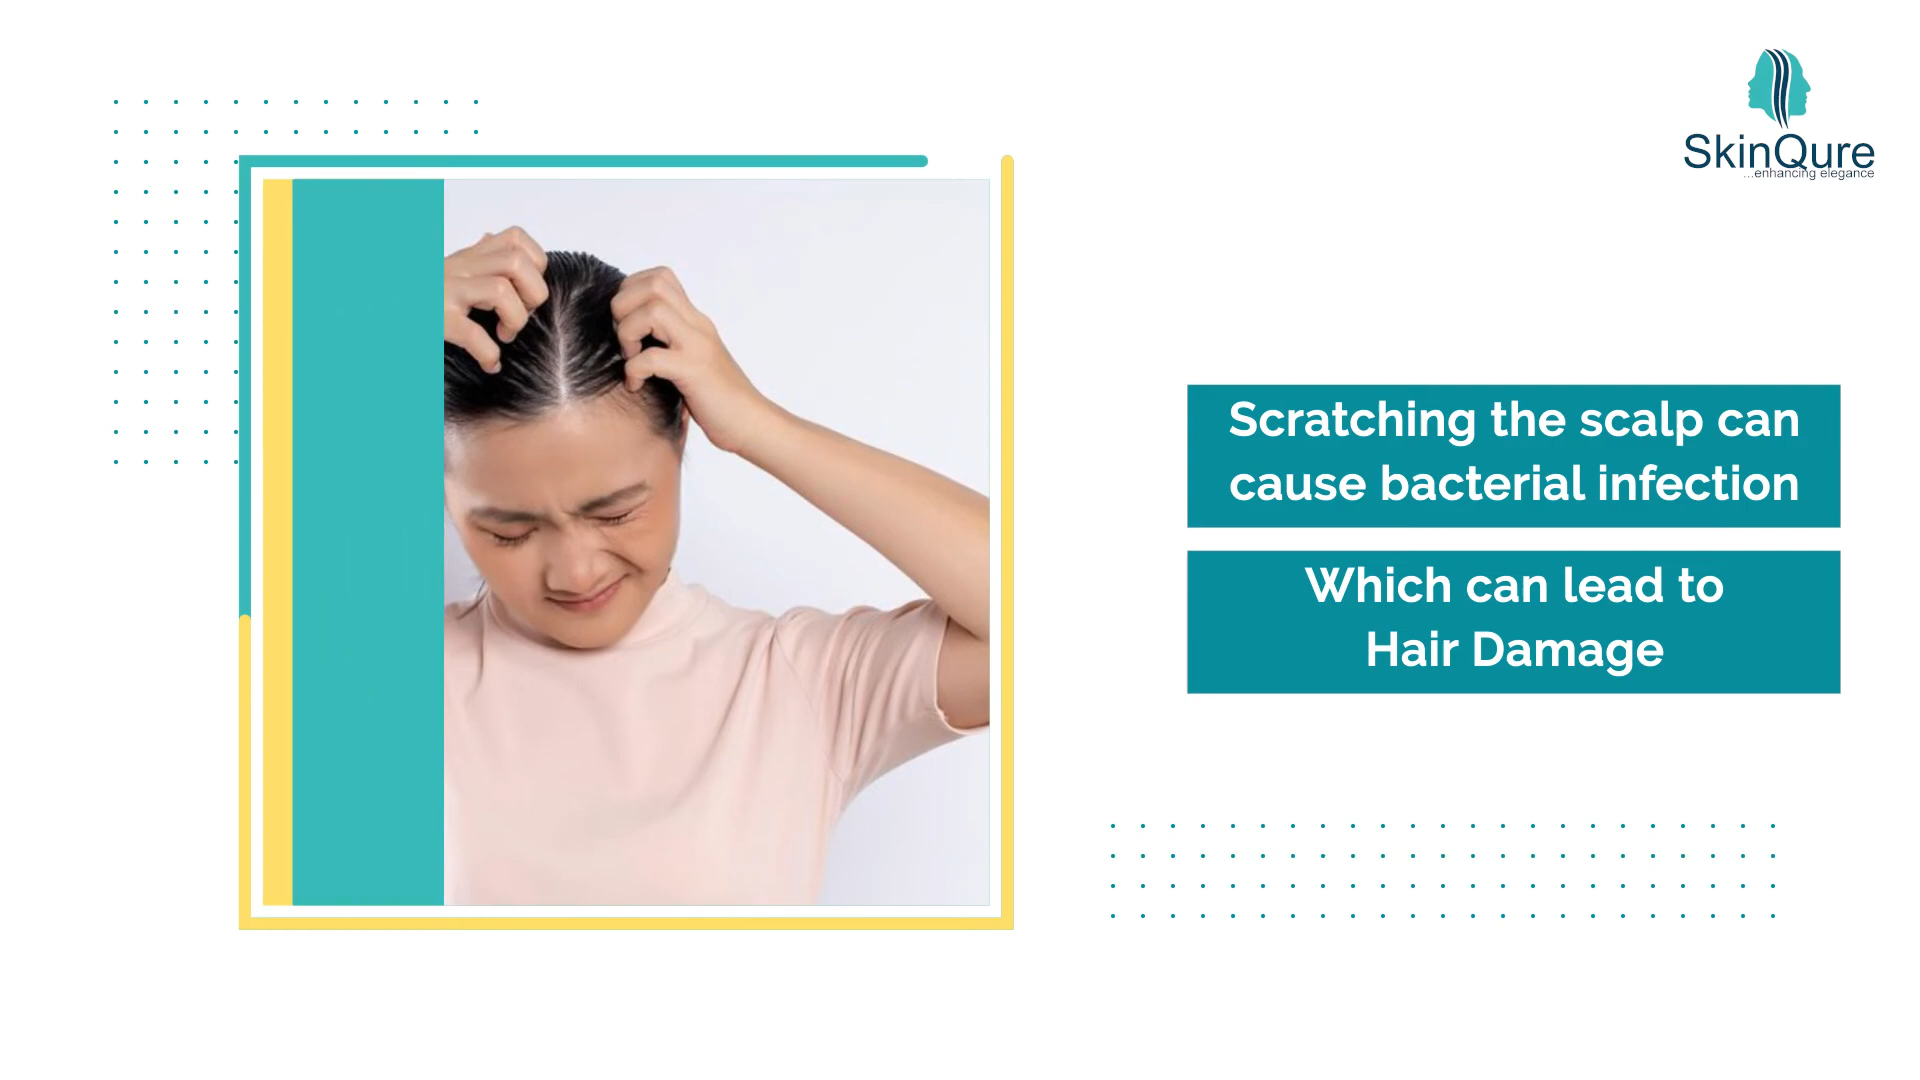 SkinQure
...enhancing elegance
Scratching the scalp can
cause bacterial infection
Which can lead to
Hair Damage